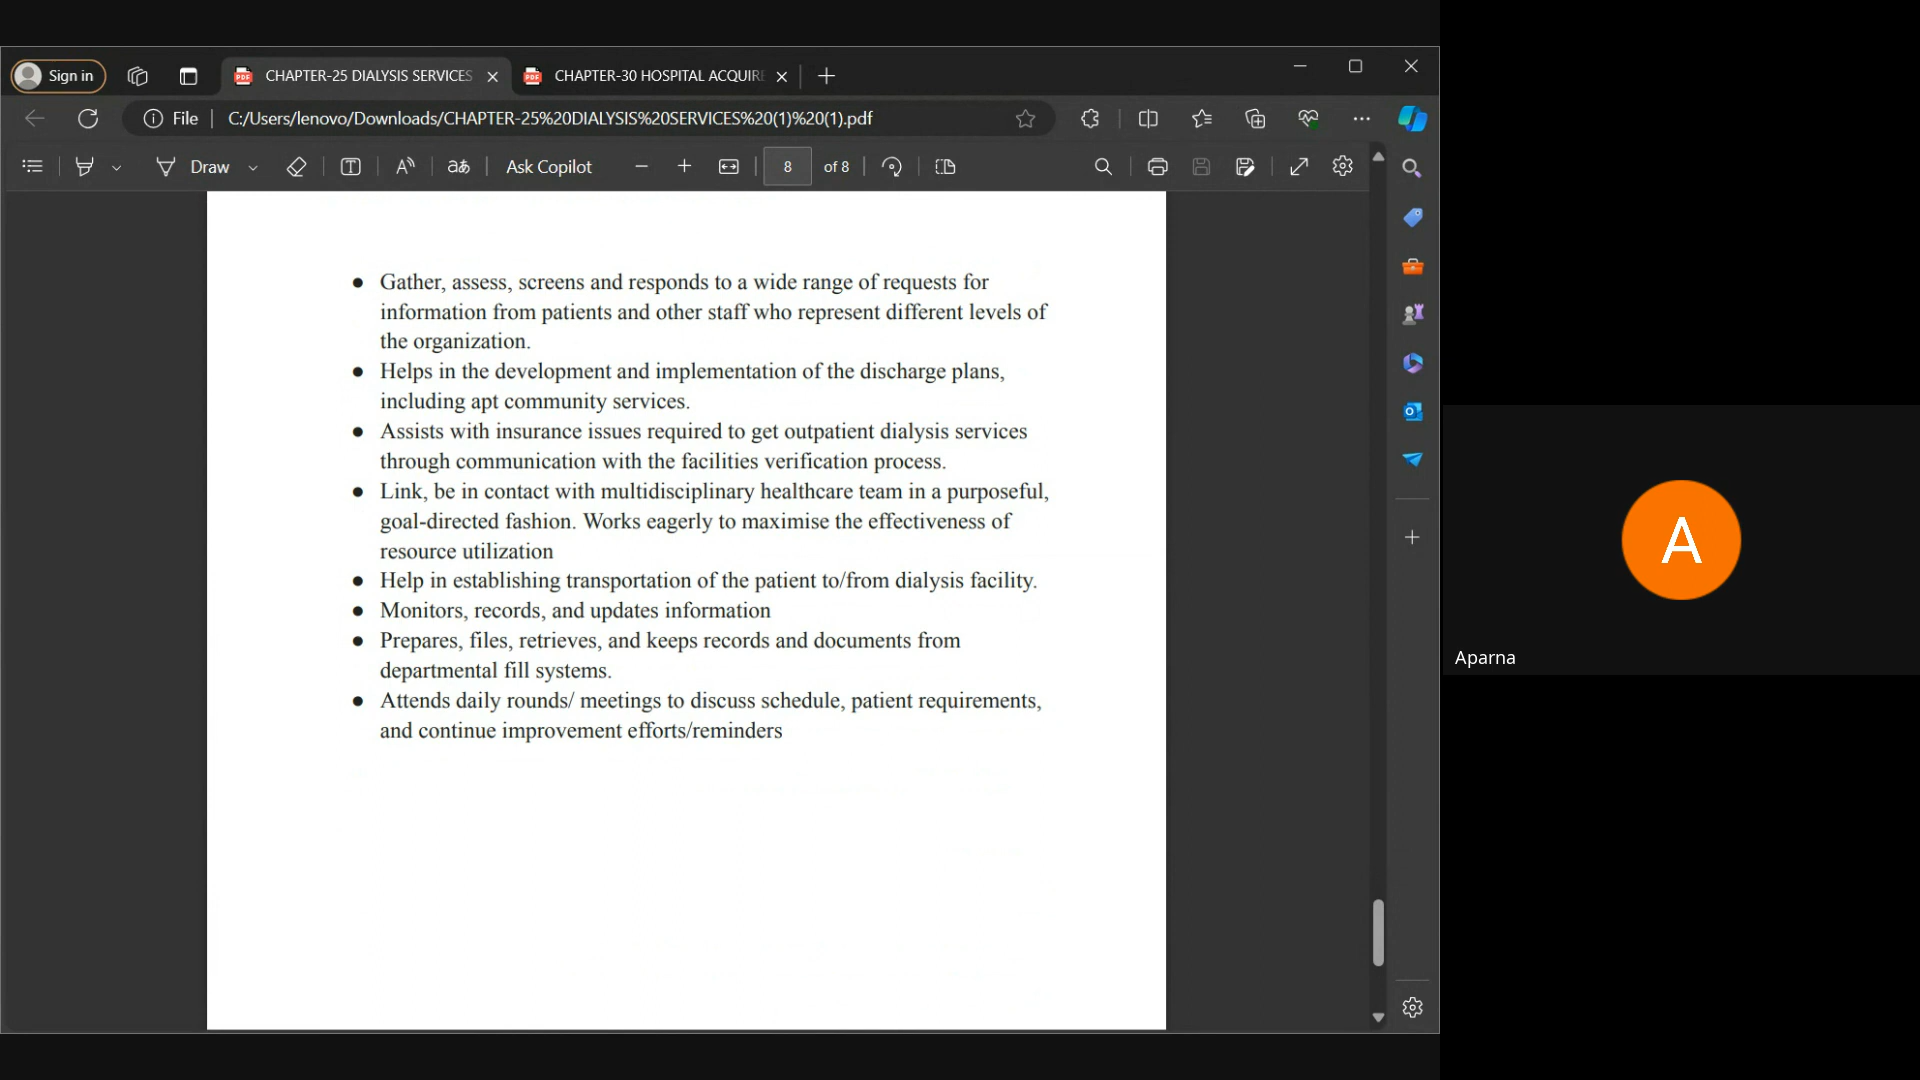 Sign in
CHAPTER-25 DIALYSIS SERVICES
CHAPTER-30 HOSPITAL ACQUIRE
File
C:/Users/lenovo/Downloads/CHAPTER-25%20DIALYSIS%20SERVICES%20(1)%20(1).pdf
Draw
aあ
Ask Copilot
8
of 8
● Gather, assess, screens and responds to a wide range of requests for
information from patients and other staff who represent different levels of
the organization.
● Helps in the development and implementation of the discharge plans,
including apt community services.
● Assists with insurance issues required to get outpatient dialysis services
through communication with the facilities verification process.
● Link, be in contact with multidisciplinary healthcare team in a purposeful,
goal-directed fashion. Works eagerly to maximise the effectiveness of
resource utilization
● Help in establishing transportation of the patient to/from dialysis facility.
● Monitors, records, and updates information
● Prepares, files, retrieves, and keeps records and documents from
departmental fill systems.
● Attends daily rounds/ meetings to discuss schedule, patient requirements,
and continue improvement efforts/reminders
A
Aparna